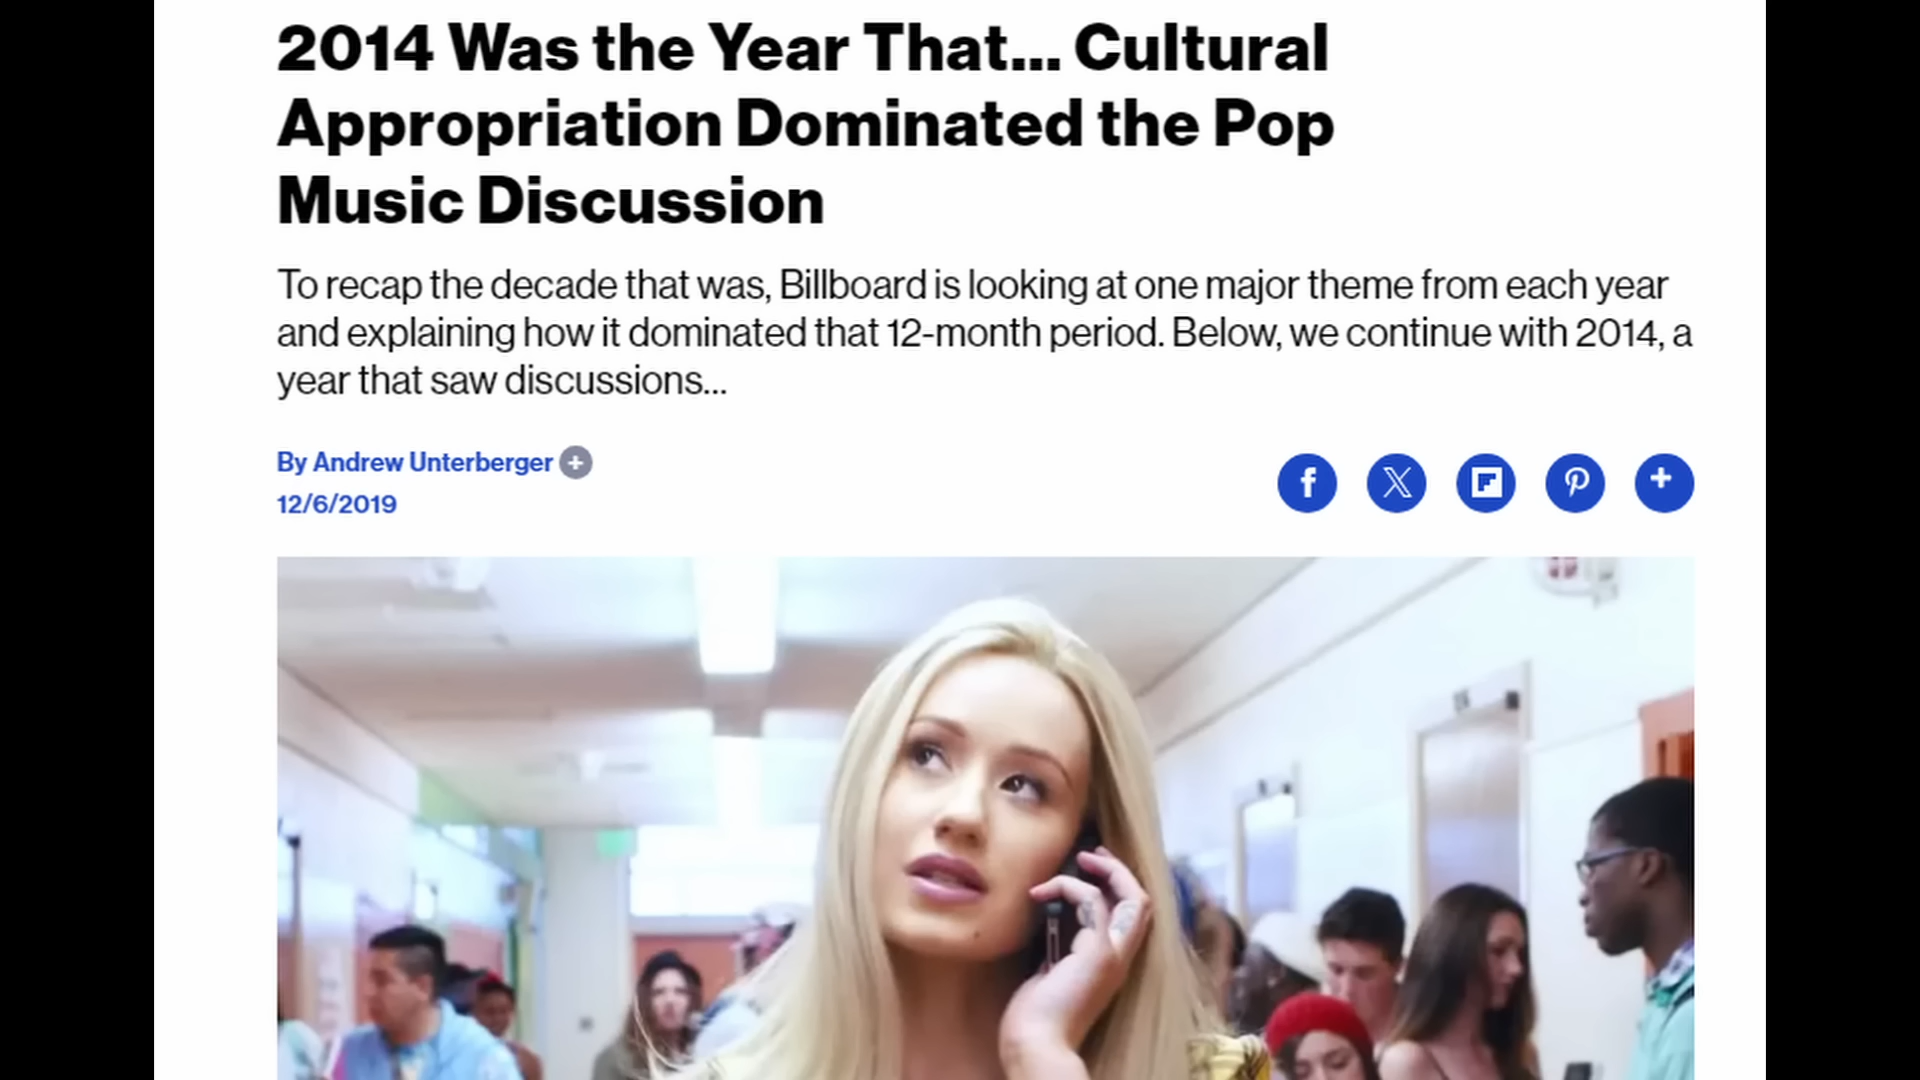 2014 Was the Year That... Cultural
Appropriation Dominated the Pop
Music Discussion
To recap the decade that was, Billboard is looking at one major theme from each year
and explaining how it dominated that 12-month period. Below, we continue with 2014, a
year that saw discussions...
By Andrew Unterberger
12/6/2019